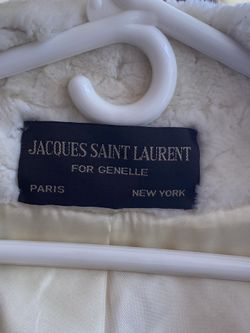 JACQUES SAINT LAURENT
FOR GENELLE
PARIS NEW YORK